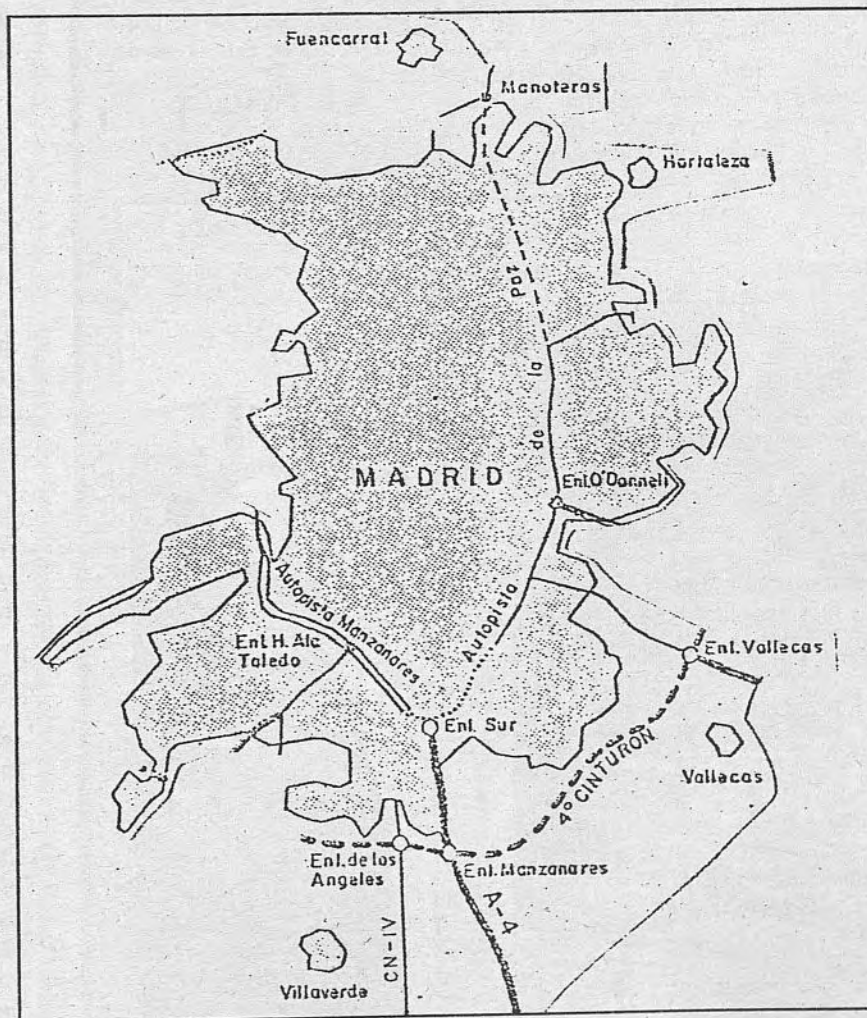 Fuencarral
Manoteras
Hortaleza
Autopista de la Paz
MADRID
Enl. O'Donnell
Autopista Manzanares
Enl. H. Alc
Toledo
Enl. Vallecas
Enl. Sur
Vallecas
4º CINTURON
Enl. de los
Angeles
Enl. Manzanares
A-4
CN-IV
Villaverde